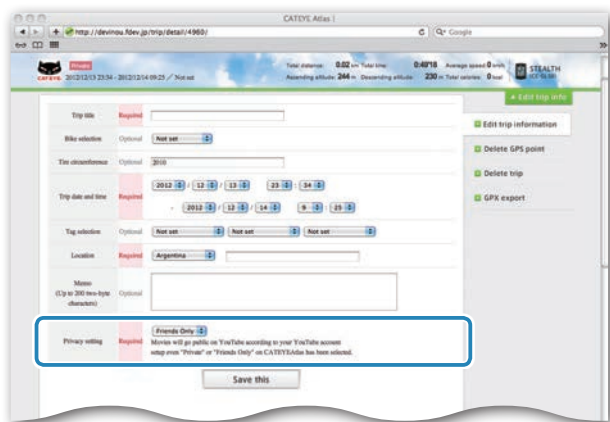 CATEYE Atlas |
http://devinou.fdev.jp/trip/detail/4960/
Google
Private
CATEYE 2012/12/13 23:34 - 2012/12/14 09:25 / Not set
Total distance 0.02 km Total time 0:48'18 Average speed 0 km/h
Ascending altitude 244 m Descending altitude 230 m Total calories 0 kcal
STEALTH
Edit trip info
Trip title Required
Bike selection Optional Not set
Tire circumference Optional 2010
Trip date and time Required 2012 / 12 / 13 23 : 34
- 2012 / 12 / 14 9 : 25
Tag selection Optional Not set Not set Not set
Location Required Argentina
Memo
(Up to 200 two-byte
characters) Optional
Privacy setting Required Friends Only
Movies will go public on YouTube according to your YouTube account
setup even "Private" or "Friends Only" on CATEYEAtlas has been selected.
Save this
Edit trip information
Delete GPS point
Delete trip
GPX export